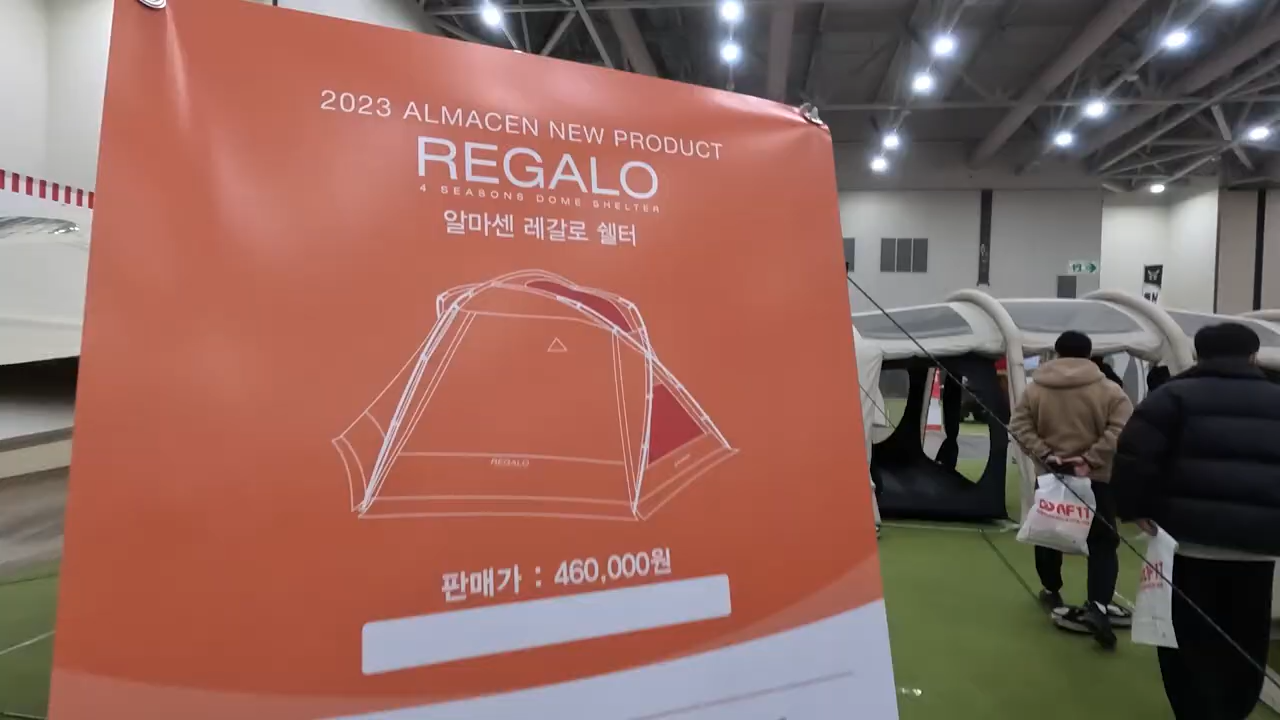 2023 ALMACEN NEW PRODUCT
REGALO
4 SEASONS DOME SHELTER
알마센 레갈로 쉘터
REGALO
판매가 : 460,000원